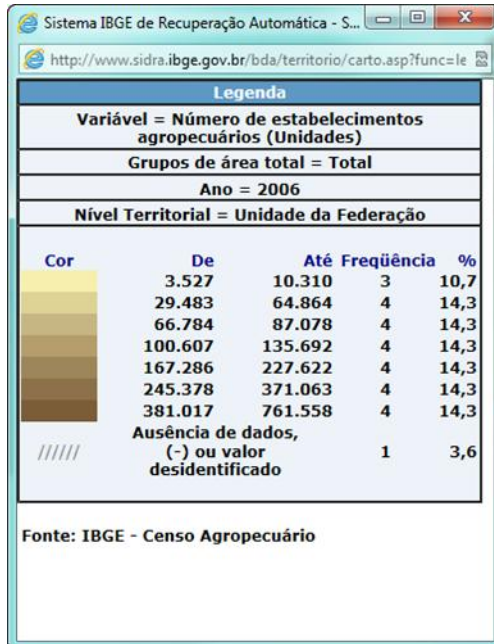 Sistema IBGE de Recuperação Automática - S...
http://www.sidra.ibge.gov.br/bda/territorio/carto.asp?func=le
Legenda
Variável = Número de estabelecimentos
agropecuários (Unidades)
Grupos de área total = Total
Ano = 2006
Nível Territorial = Unidade da Federação
Cor De Até Freqüência %
3.527 10.310 3 10,7
29.483 64.864 4 14,3
66.784 87.078 4 14,3
100.607 135.692 4 14,3
167.286 227.622 4 14,3
245.378 371.063 4 14,3
381.017 761.558 4 14,3
Ausência de dados,
////// (-) ou valor 1 3,6
desidentificado
Fonte: IBGE - Censo Agropecuário